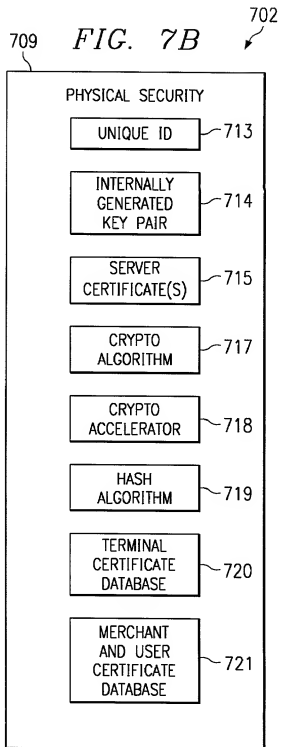 702
709
FIG. 7B
PHYSICAL SECURITY
UNIQUE ID
713
INTERNALLY
GENERATED
KEY PAIR
714
SERVER
CERTIFICATE(S)
715
CRYPTO
ALGORITHM
717
CRYPTO
ACCELERATOR
718
HASH
ALGORITHM
719
TERMINAL
CERTIFICATE
DATABASE
720
MERCHANT
AND USER
CERTIFICATE
DATABASE
721